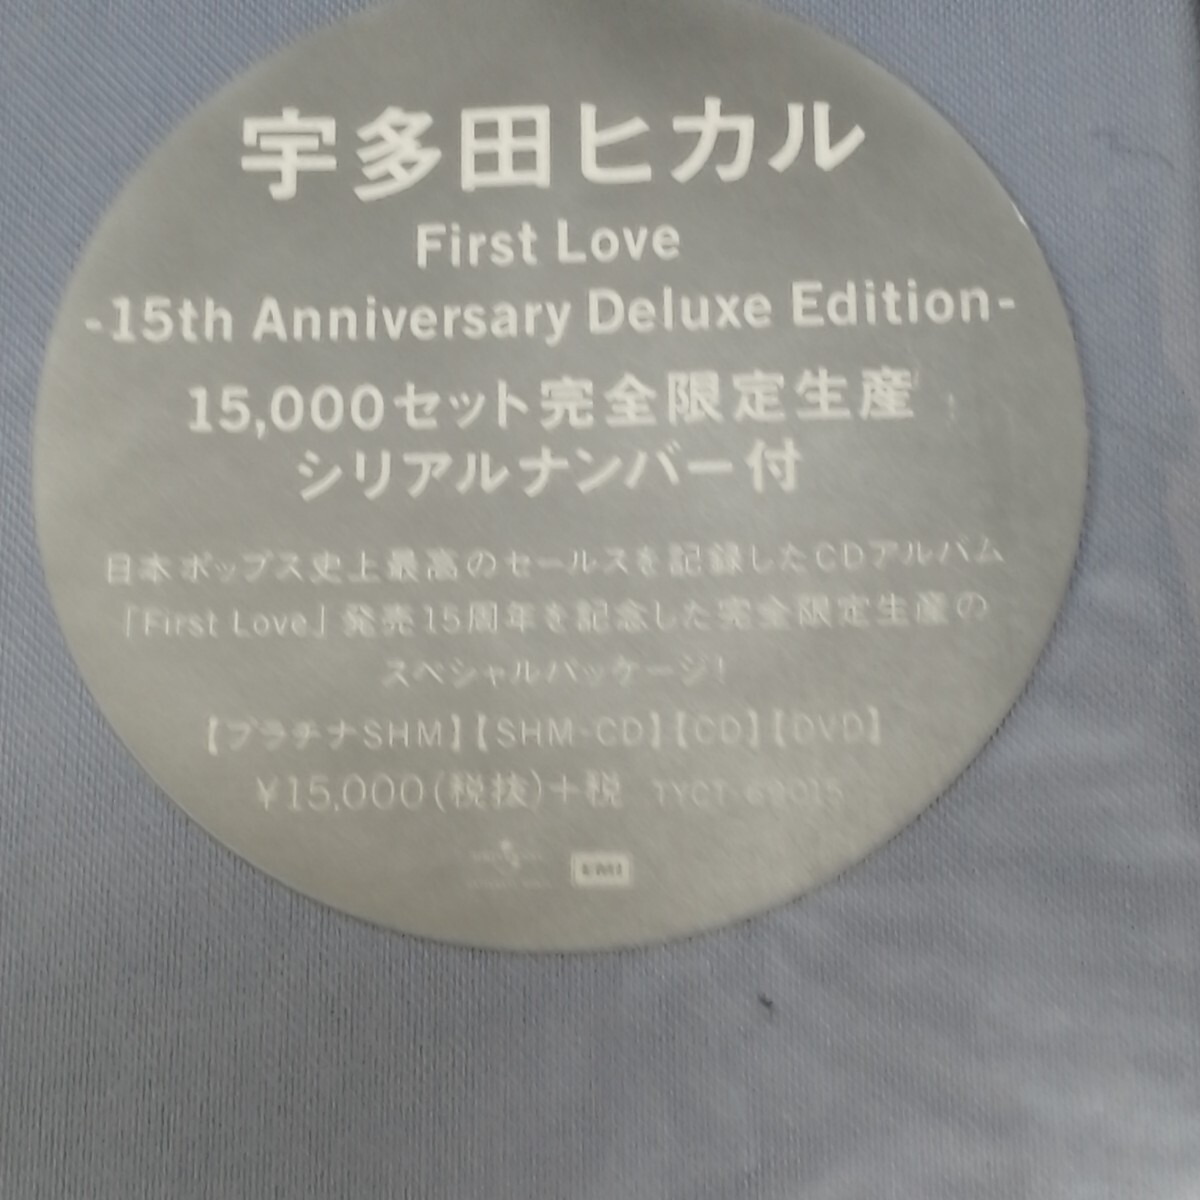 宇多田ヒカル
First Love
-15th Anniversary Deluxe Edition-
15,000セット完全限定生産
シリアルナンバー付
日本ポップス史上最高のセールスを記録したCDアルバム
「First Love」発売15周年を記念した完全限定生産の
スペシャルパッケージ!
【プラチナSHM】【SHM-CD】【CD】【DVD】
¥15,000(税抜)+税 TYCT-69015
EMI